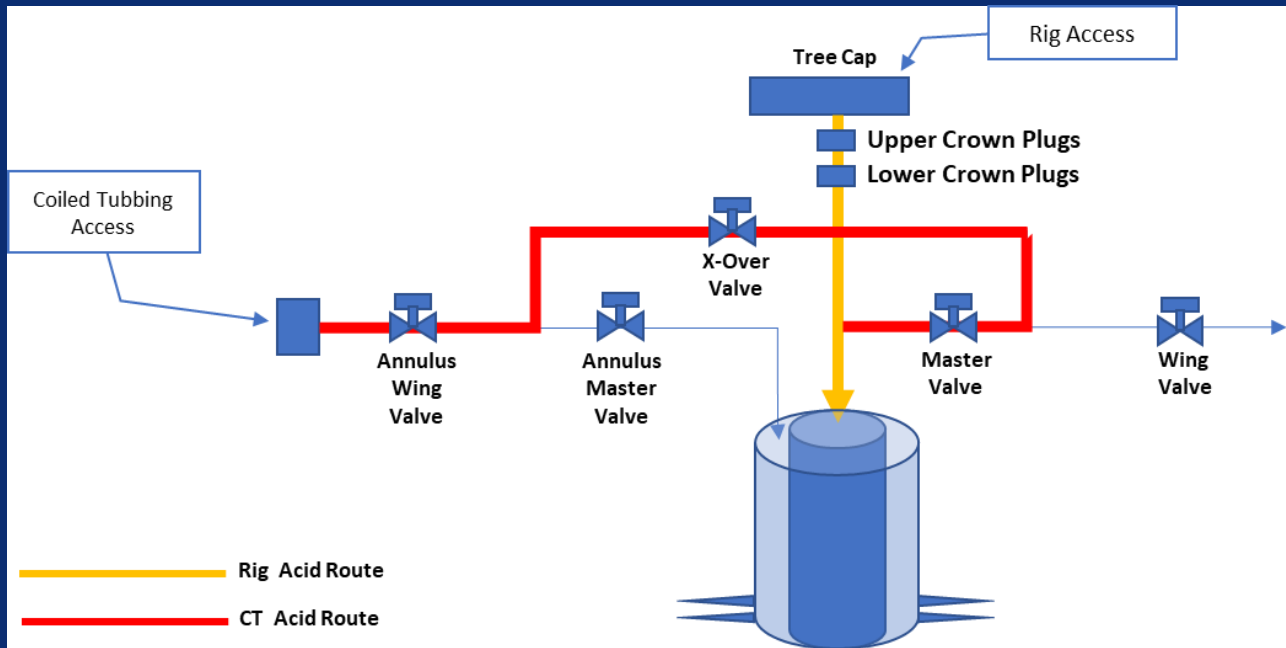 Rig Access
Tree Cap
Upper Crown Plugs
Lower Crown Plugs
Coiled Tubbing
Access
X-Over
Valve
Annulus
Wing
Valve
Annulus
Master
Valve
Master
Valve
Wing
Valve
Rig Acid Route
CT Acid Route